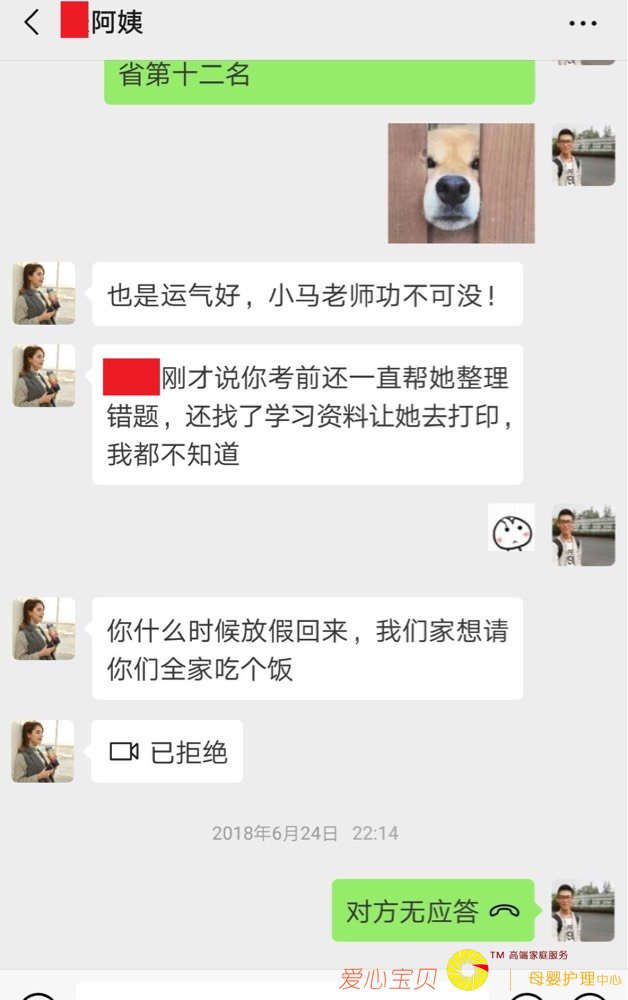 阿姨
省第十二名
也是运气好，小马老师功不可没！
刚才说你考前还一直帮她整理
错题，还找了学习资料让她去打印，
我都不知道
你什么时候放假回来，我们家想请
你们全家吃个饭
已拒绝
2018年6月24日 22:14
对方无应答
爱心宝贝 TM 高端家庭服务
母婴护理中心